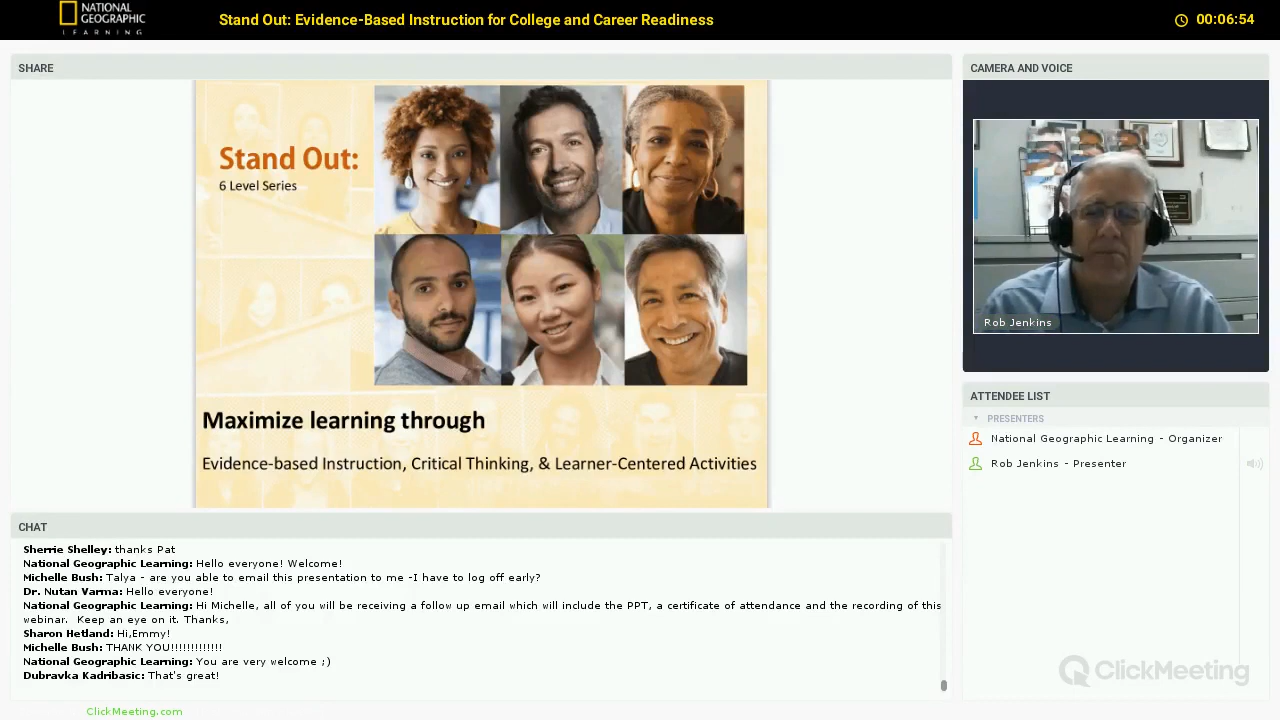 NATIONAL
GEOGRAPHIC
LEARNING
Stand Out: Evidence-Based Instruction for College and Career Readiness
00:06:54
SHARE
Stand Out:
6 Level Series
Maximize learning through
Evidence-based Instruction, Critical Thinking, & Learner-Centered Activities
CAMERA AND VOICE
Rob Jenkins
ATTENDEE LIST
PRESENTERS
National Geographic Learning - Organizer
Rob Jenkins - Presenter
CHAT
Sherrie Shelley: thanks Pat
National Geographic Learning: Hello everyone! Welcome!
Michelle Bush: Talya - are you able to email this presentation to me -I have to log off early?
Dr. Nutan Varma: Hello everyone!
National Geographic Learning: Hi Michelle, all of you will be receiving a follow up email which will include the PPT, a certificate of attendance and the recording of this
webinar.  Keep an eye on it. Thanks,
Sharon Hetland: Hi,Emmy!
Michelle Bush: THANK YOU!!!!!!!!!!!!!
National Geographic Learning: You are very welcome ;)
Dubravka Kadribasic: That's great!
ClickMeeting
ClickMeeting.com